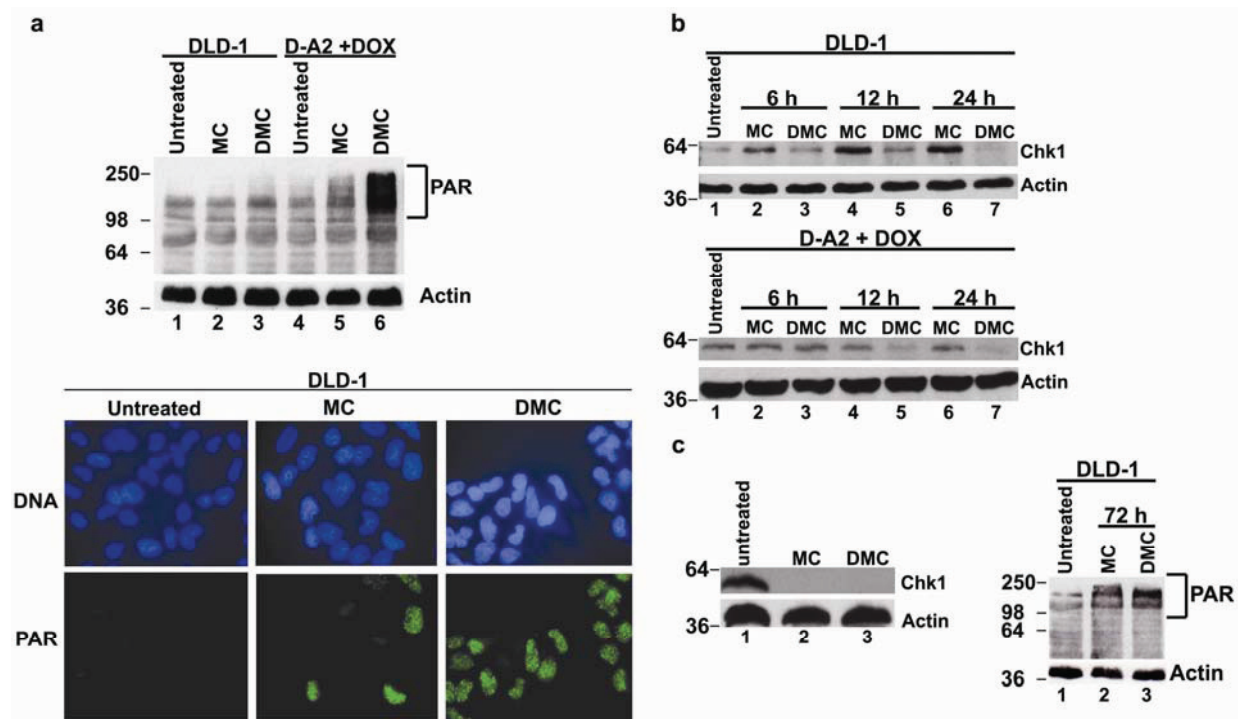 a
DLD-1 D-A2 +DOX
Untreated MC DMC Untreated MC DMC
250
98
64
PAR
36
Actin
1 2 3 4 5 6
DLD-1
Untreated MC DMC
DNA
PAR
b
DLD-1
Untreated
6 h 12 h 24 h
MC DMC MC DMC MC DMC
64
Chk1
Actin
36
1 2 3 4 5 6 7
D-A2 + DOX
Untreated
6 h 12 h 24 h
MC DMC MC DMC MC DMC
64
Chk1
Actin
36
1 2 3 4 5 6 7
c
untreated MC DMC
64
Chk1
36
Actin
1 2 3
DLD-1
72 h
Untreated MC DMC
250
98
64
PAR
36
Actin
1 2 3